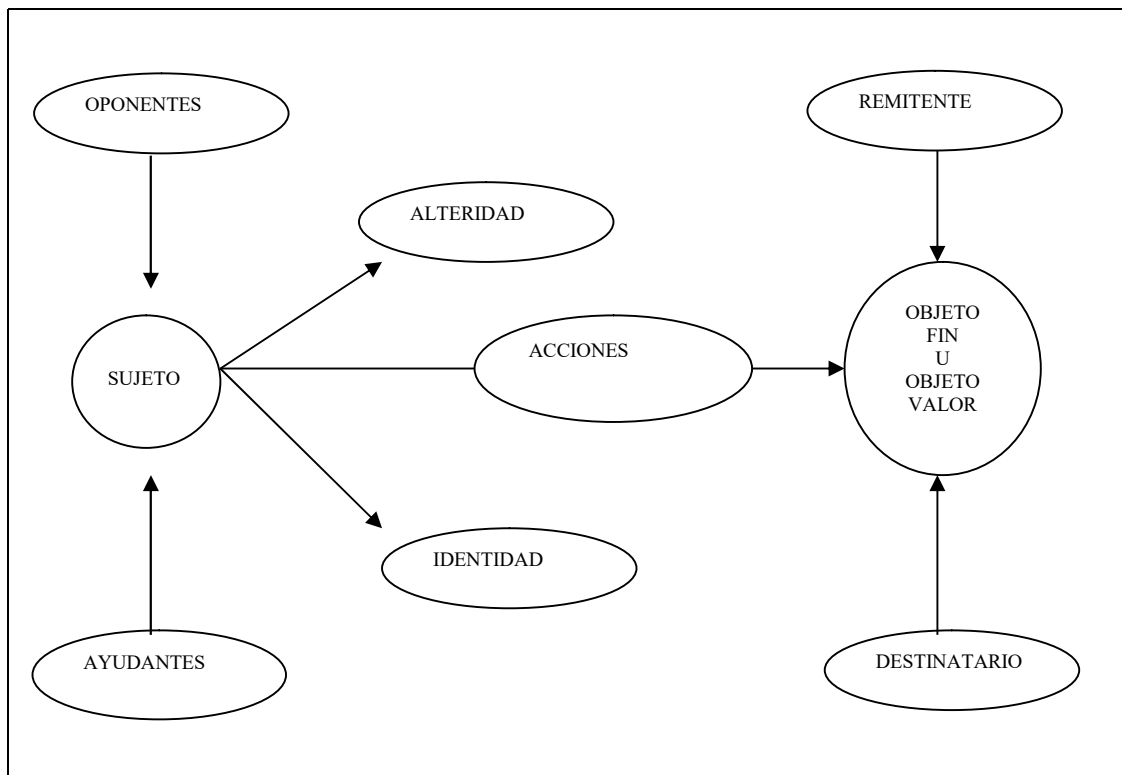 OPONENTES
REMITENTE
ALTERIDAD
OBJETO
FIN
U
OBJETO
VALOR
ACCIONES
SUJETO
IDENTIDAD
AYUDANTES
DESTINATARIO